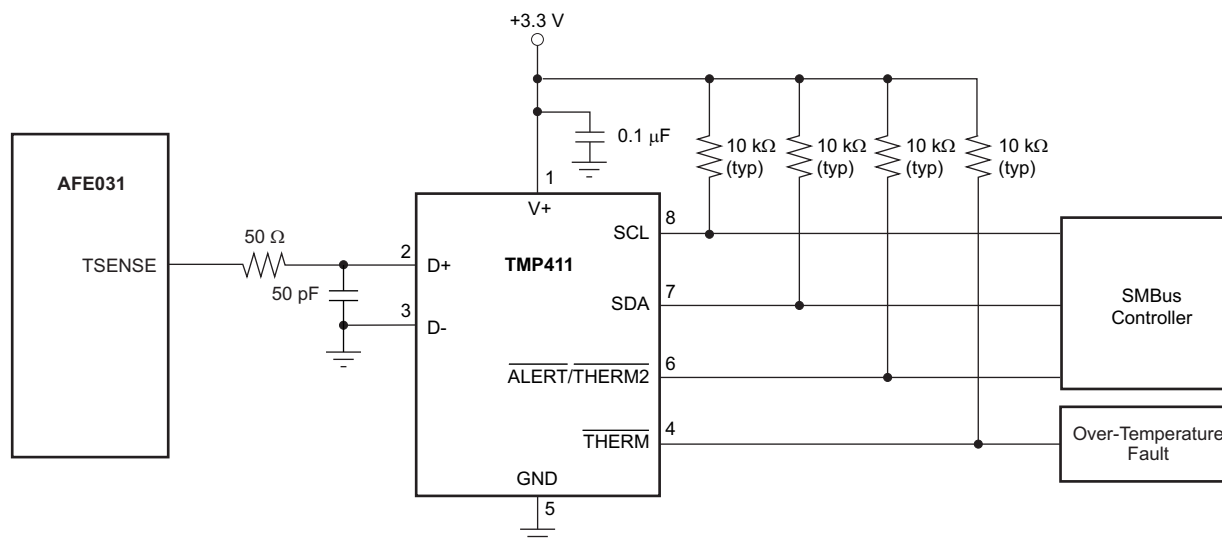 +3.3 V
0.1 μF
10 kΩ
(typ)
10 kΩ
(typ)
10 kΩ
(typ)
10 kΩ
(typ)
AFE031
TSENSE
50 Ω
50 pF
1
V+
2
D+
3
D-
TMP411
SCL
8
SDA
7
ALERT/THERM2
6
THERM
4
GND
5
SMBus
Controller
Over-Temperature
Fault